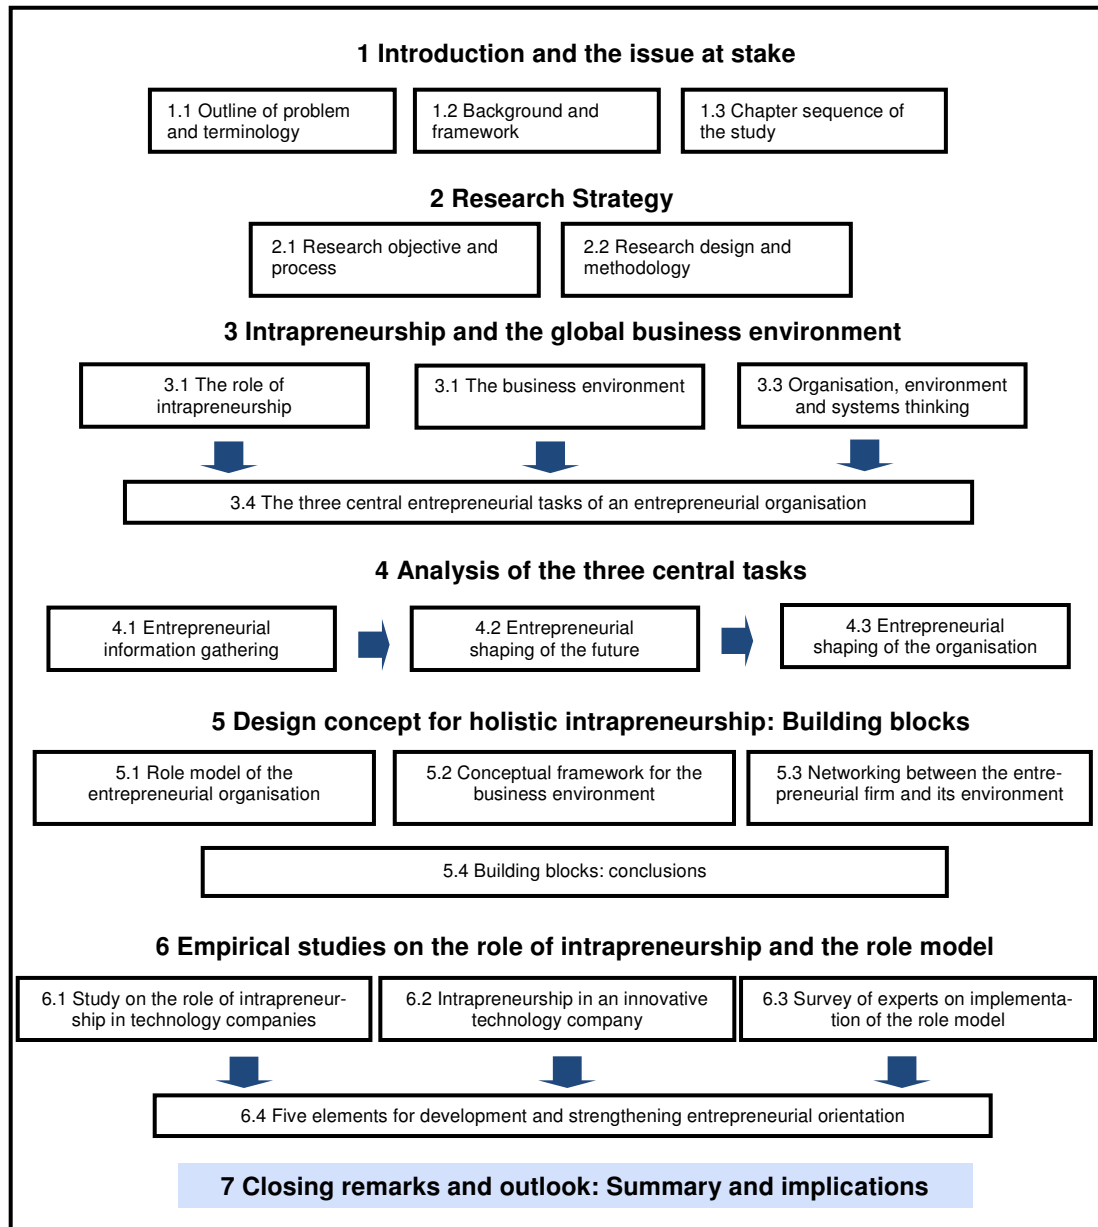 1 Introduction and the issue at stake
1.1 Outline of problem
and terminology
1.2 Background and
framework
1.3 Chapter sequence of
the study
2 Research Strategy
2.1 Research objective and
process
2.2 Research design and
methodology
3 Intrapreneurship and the global business environment
3.1 The role of
intrapreneurship
3.1 The business environment
3.3 Organisation, environment
and systems thinking
3.4 The three central entrepreneurial tasks of an entrepreneurial organisation
4 Analysis of the three central tasks
4.1 Entrepreneurial
information gathering
4.2 Entrepreneurial
shaping of the future
4.3 Entrepreneurial
shaping of the organisation
5 Design concept for holistic intrapreneurship: Building blocks
5.1 Role model of the
entrepreneurial organisation
5.2 Conceptual framework for the
business environment
5.3 Networking between the entre-
preneurial firm and its environment
5.4 Building blocks: conclusions
6 Empirical studies on the role of intrapreneurship and the role model
6.1 Study on the role of intrapreneur-
ship in technology companies
6.2 Intrapreneurship in an innovative
technology company
6.3 Survey of experts on implementa-
tion of the role model
6.4 Five elements for development and strengthening entrepreneurial orientation
7 Closing remarks and outlook: Summary and implications